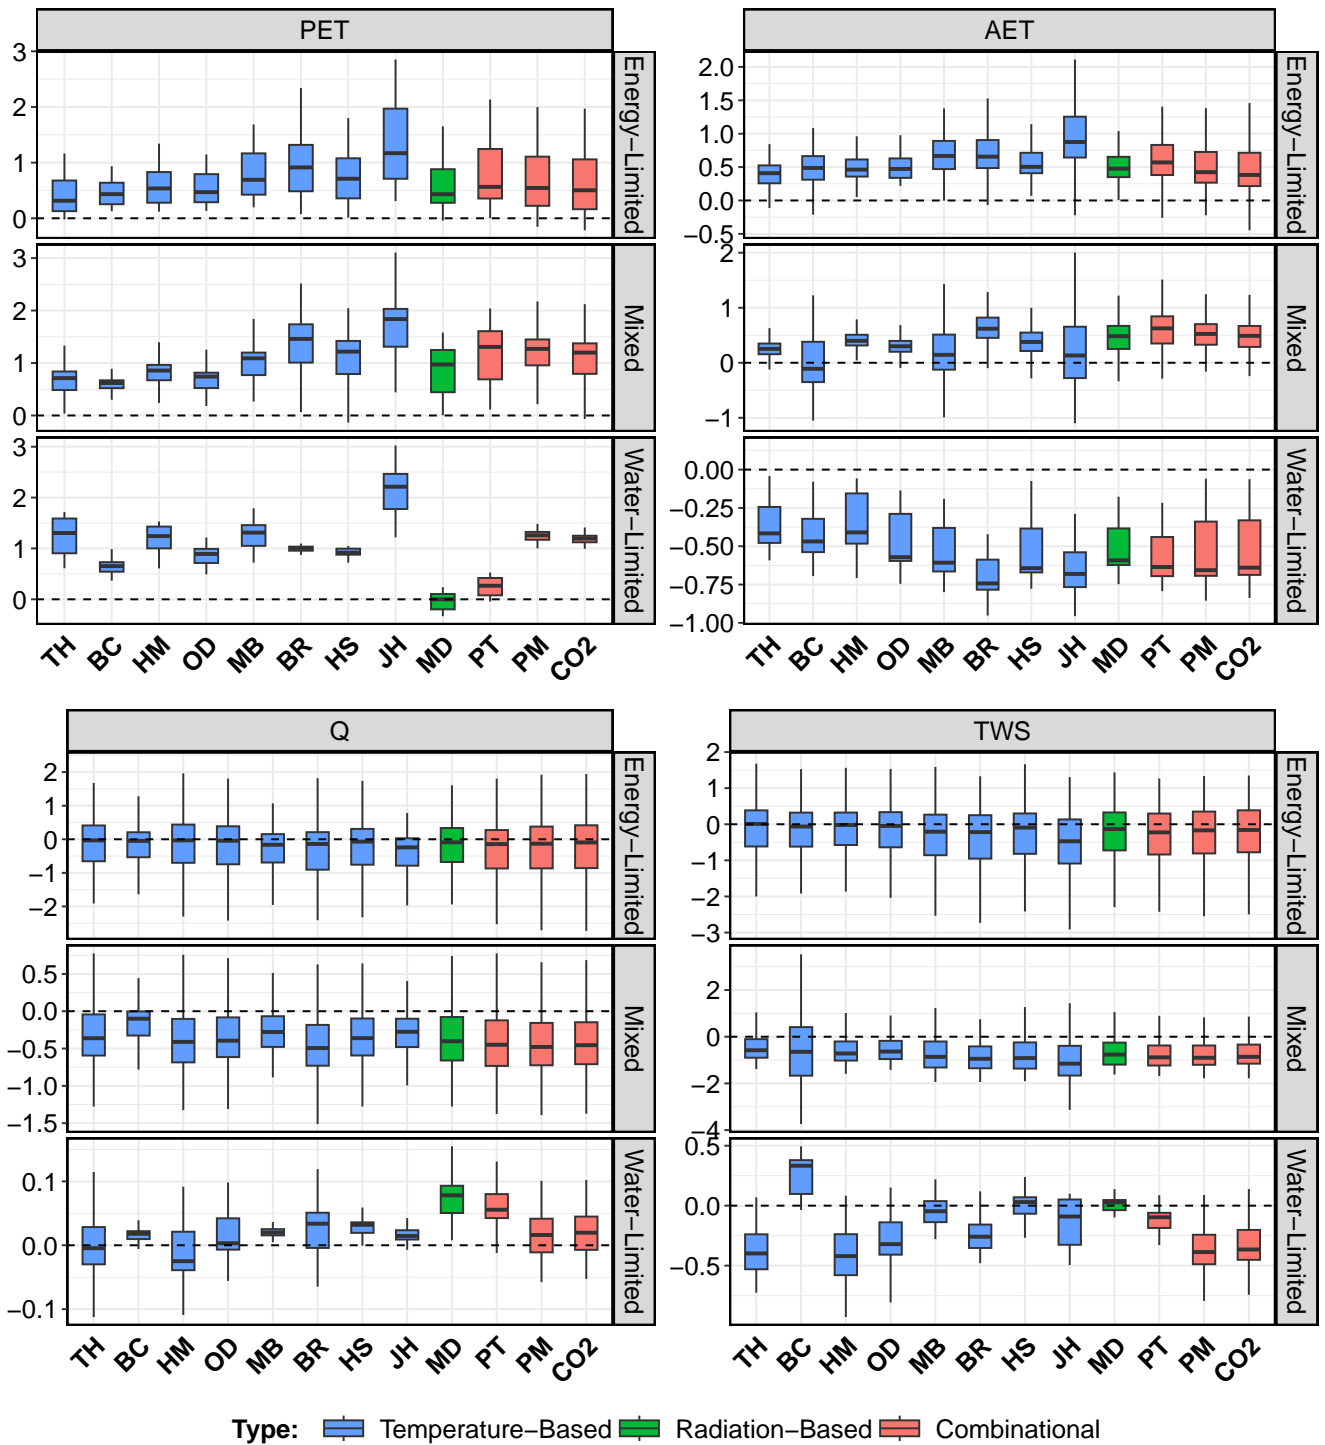 PET
AET
3
2
1
0
Energy−Limited
2.0
1.5
1.0
0.5
0.0
−0.5
Energy−Limited
3
2
1
0
Mixed
2
1
0
−1
Mixed
3
2
1
0
Water−Limited
0.00
−0.25
−0.50
−0.75
−1.00
Water−Limited
TH BC HM OD MB BR HS JH MD PT PM CO2
TH BC HM OD MB BR HS JH MD PT PM CO2
Q
TWS
2
1
0
−1
−2
Energy−Limited
2
1
0
−1
−2
−3
Energy−Limited
0.5
0.0
−0.5
−1.0
−1.5
Mixed
2
0
−2
−4
Mixed
0.1
0.0
−0.1
Water−Limited
0.5
0.0
−0.5
Water−Limited
TH BC HM OD MB BR HS JH MD PT PM CO2
TH BC HM OD MB BR HS JH MD PT PM CO2
Type: Temperature−Based Radiation−Based Combinational